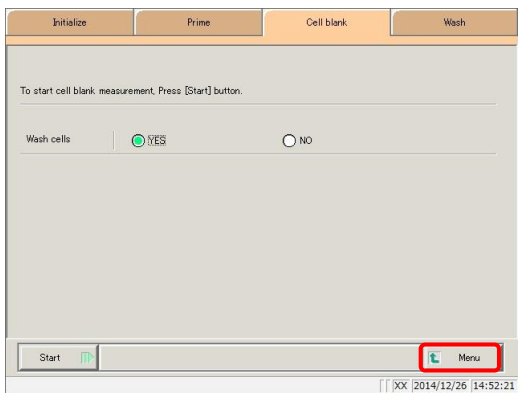 Initialize Prime Cell blank Wash
To start cell blank measurement, Press [Start] button.
Wash cells YES NO
Start Menu
XX 2014/12/26 14:52:21